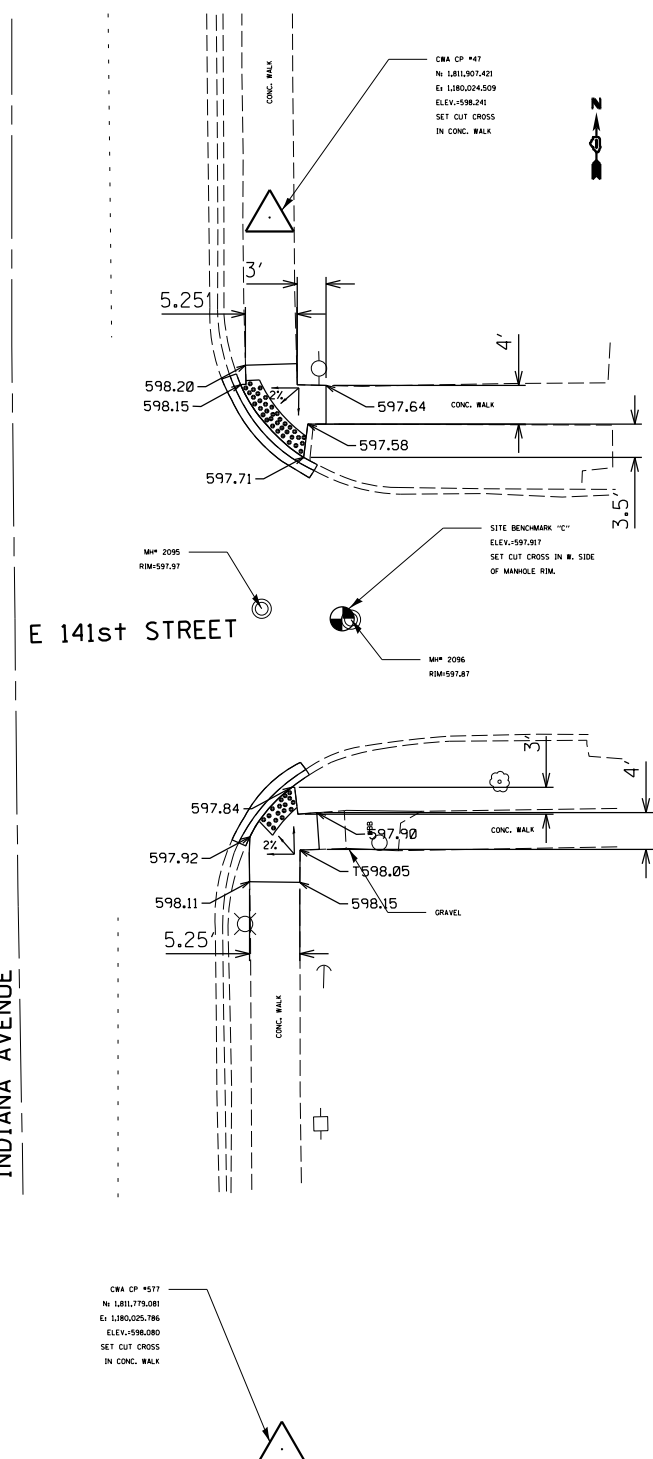 CONC. WALK
CWA CP #47
N: 1,811,907.421
E: 1,180,024.509
ELEV.=598.241
SET CUT CROSS
IN CONC. WALK
N
3'
5.25'
4'
598.20
598.15
2%
597.64
CONC. WALK
597.58
597.71
3.5'
SITE BENCHMARK "C"
ELEV.=597.917
SET CUT CROSS IN W. SIDE
OF MANHOLE RIM.
MH# 2095
RIM=597.97
E 141st STREET
MH# 2096
RIM=597.87
3'
4'
597.84
597.90
CONC. WALK
597.92
2%
T598.05
598.11
598.15
GRAVEL
5.25'
CONC. WALK
INDIANA AVENUE
CWA CP #577
N: 1,811,779.081
E: 1,180,025.786
ELEV.=598.080
SET CUT CROSS
IN CONC. WALK